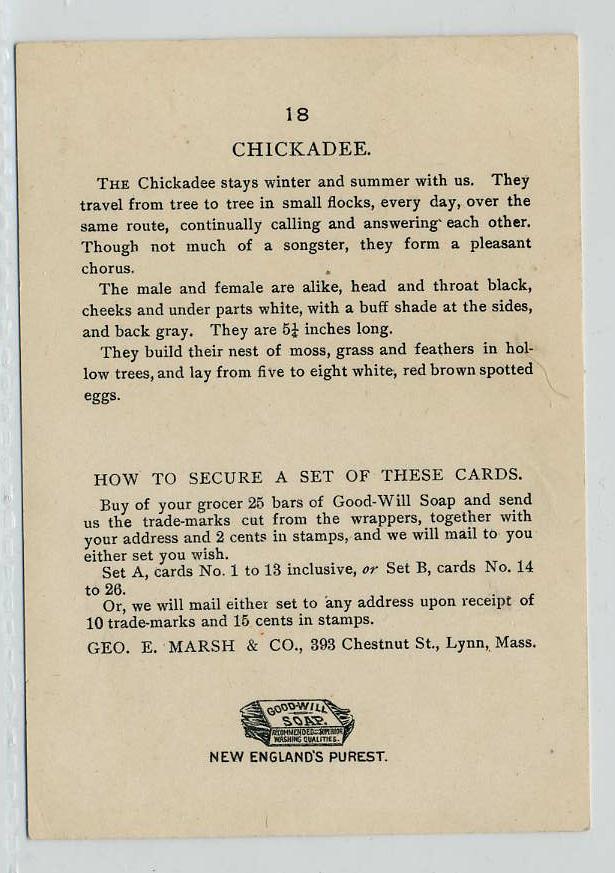 18
CHICKADEE.
THE Chickadee stays winter and summer with us. They
travel from tree to tree in small flocks, every day, over the
same route, continually calling and answering each other.
Though not much of a songster, they form a pleasant
chorus.
The male and female are alike, head and throat black,
cheeks and under parts white, with a buff shade at the sides,
and back gray. They are 5¼ inches long.
They build their nest of moss, grass and feathers in hol-
low trees, and lay from five to eight white, red brown spotted
eggs.
HOW TO SECURE A SET OF THESE CARDS.
Buy of your grocer 25 bars of Good-Will Soap and send
us the trade-marks cut from the wrappers, together with
your address and 2 cents in stamps, and we will mail to you
either set you wish.
Set A, cards No. 1 to 13 inclusive, or Set B, cards No. 14
to 26.
Or, we will mail either set to any address upon receipt of
10 trade-marks and 15 cents in stamps.
GEO. E. MARSH & CO., 393 Chestnut St., Lynn, Mass.
GOOD-WILL
SOAP.
RECOMMENDED SUPERIOR
WASHING QUALITIES.
NEW ENGLAND'S PUREST.